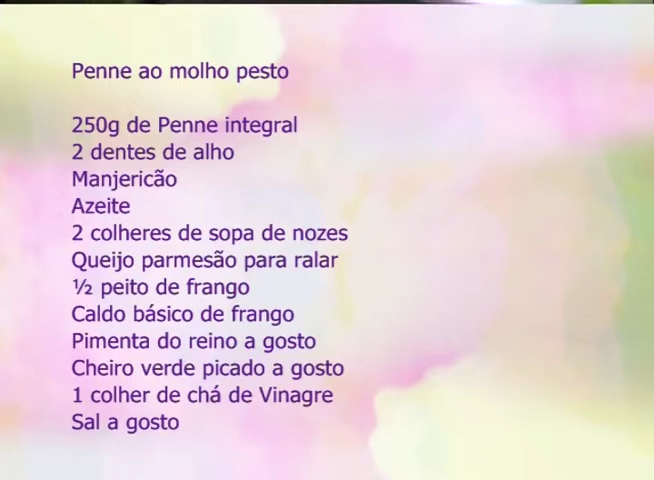 Penne ao molho pesto
250g de Penne integral
2 dentes de alho
Manjericão
Azeite
2 colheres de sopa de nozes
Queijo parmesão para ralar
½ peito de frango
Caldo básico de frango
Pimenta do reino a gosto
Cheiro verde picado a gosto
1 colher de chá de Vinagre
Sal a gosto